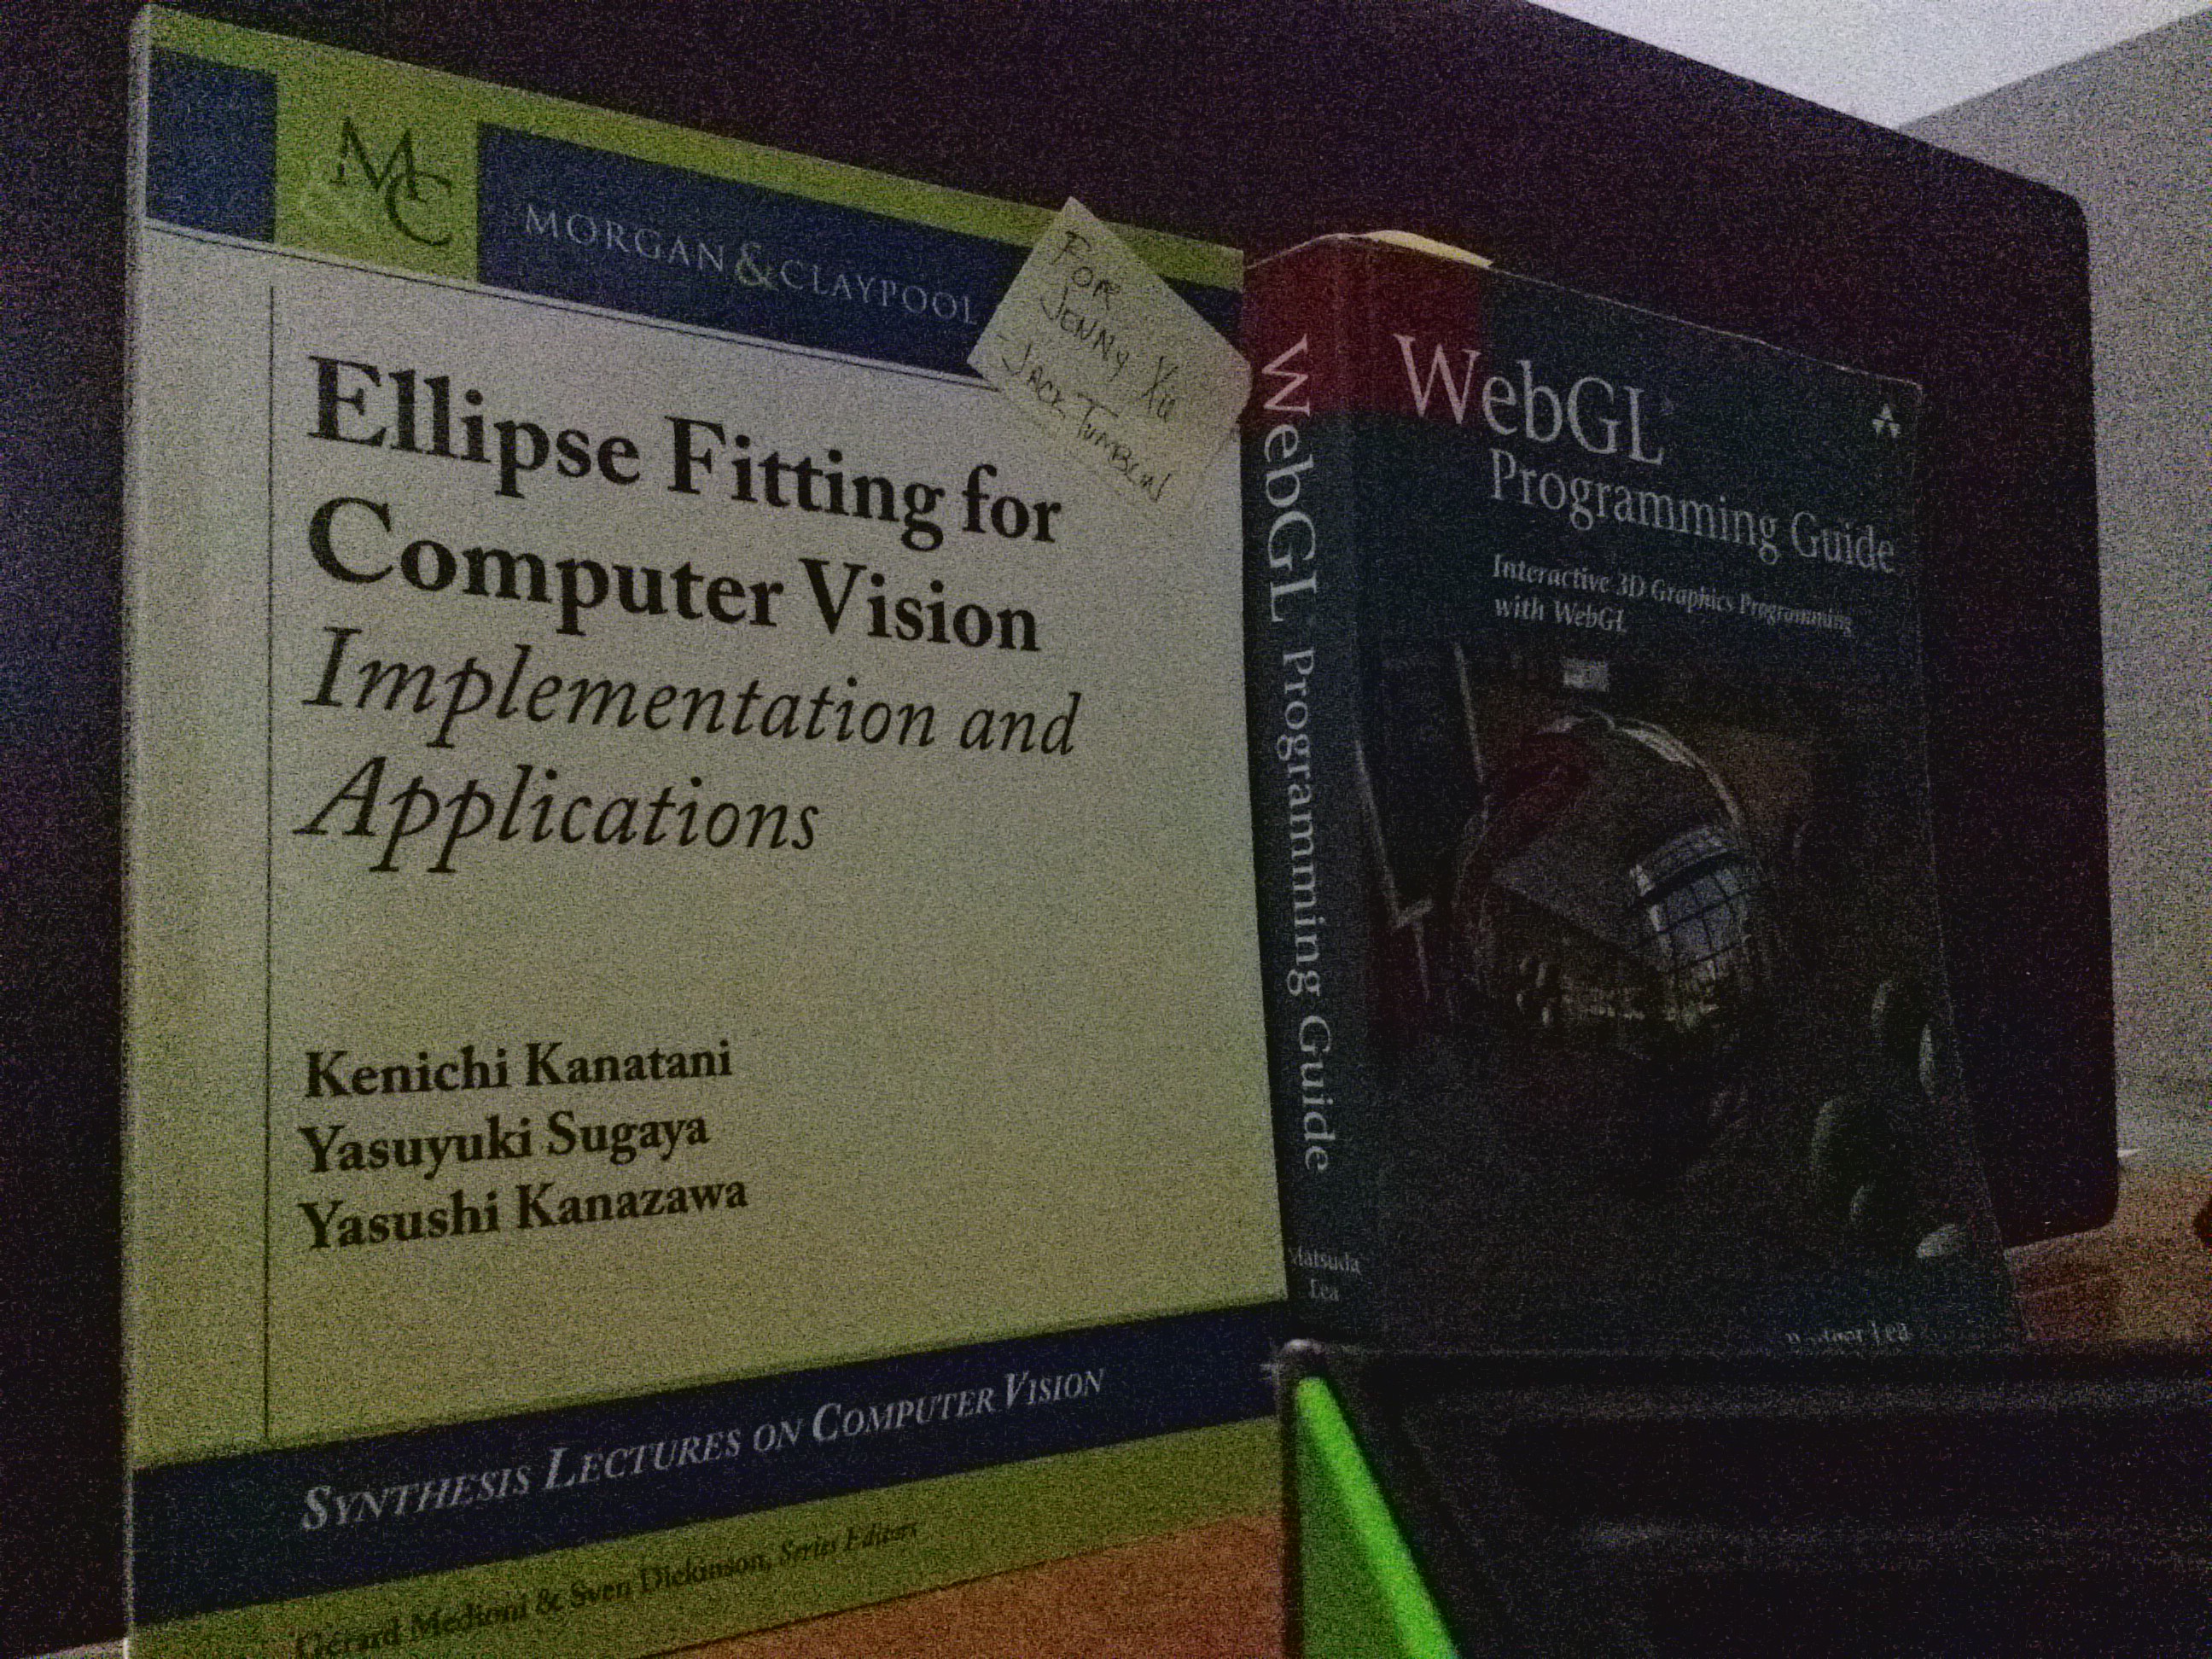 M&C
MORGAN & CLAYPOOL
FOR
JENNY XU
- JACK TUMBLIN
Ellipse Fitting for
Computer Vision
Implementation and
Applications
Kenichi Kanatani
Yasuyuki Sugaya
Yasushi Kanazawa
SYNTHESIS LECTURES ON COMPUTER VISION
Gérard Medioni & Sven Dickinson, Series Editors
WebGL Programming Guide
Matsuda
Lea
WebGL
Programming Guide
Interactive 3D Graphics Programming
with WebGL
Lea